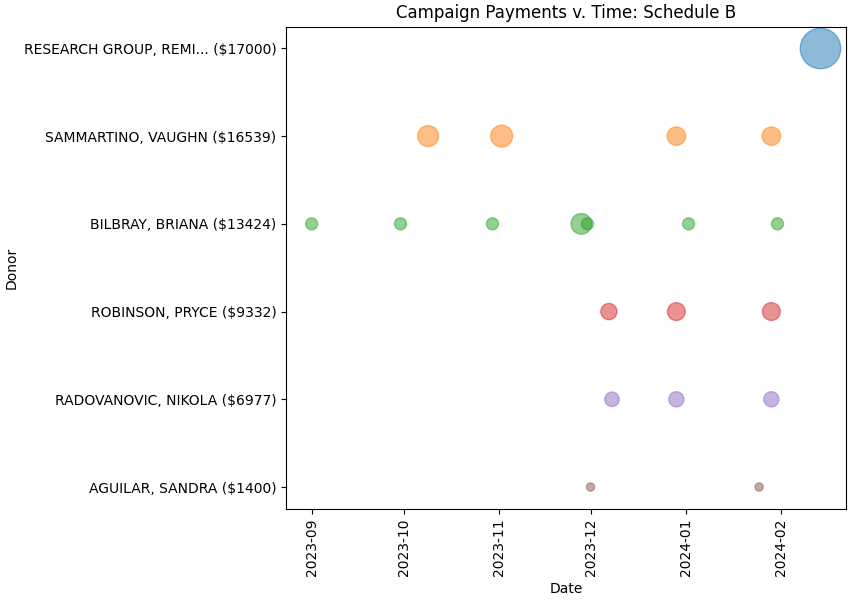 Campaign Payments v. Time: Schedule B
RESEARCH GROUP, REMI... ($17000)
SAMMARTINO, VAUGHN ($16539)
BILBRAY, BRIANA ($13424)
ROBINSON, PRYCE ($9332)
RADOVANOVIC, NIKOLA ($6977)
AGUILAR, SANDRA ($1400)
Donor
2023-09
2023-10
2023-11
2023-12
2024-01
2024-02
Date